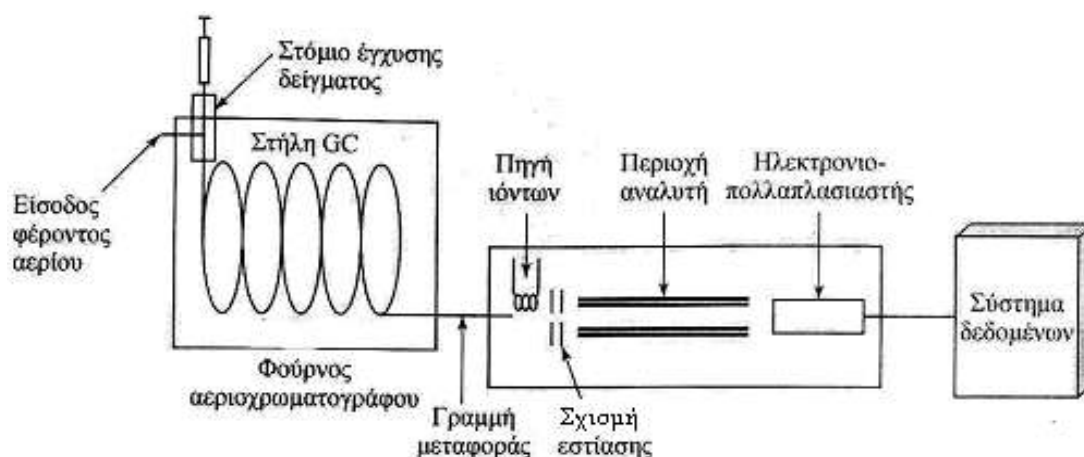 Στόμιο έγχυσης
δείγματος
Στήλη GC
Είσοδος
φέροντος
αερίου
Πηγή
ιόντων
Περιοχή
αναλυτή
Ηλεκτρονιο-
πολλαπλασιαστής
Σύστημα
δεδομένων
Φούρνος
αεριοχρωματογράφου
Γραμμή
μεταφοράς
Σχισμή
εστίασης